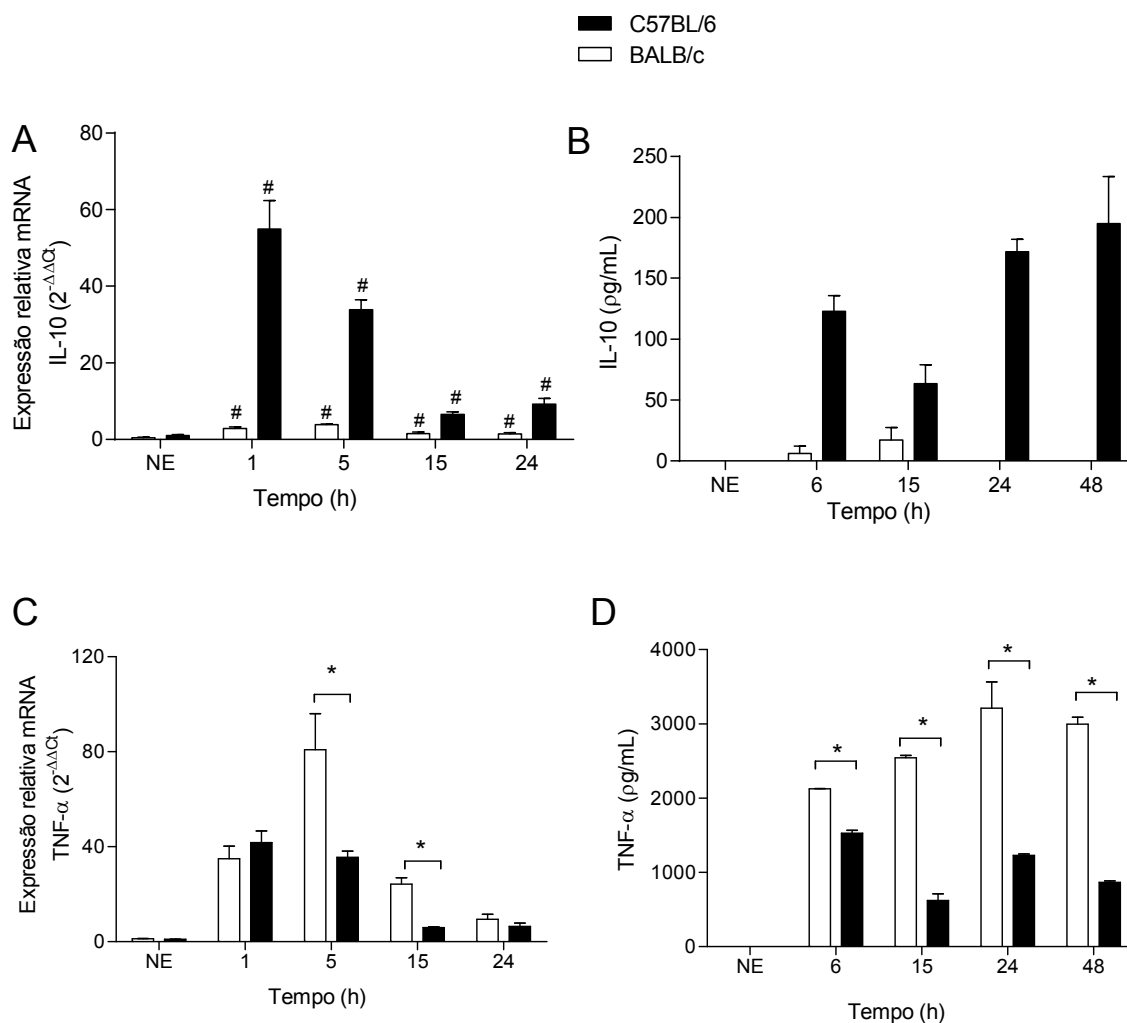 C57BL/6
BALB/c
A
80
60
40
20
0
Expressão relativa mRNA
IL-10 (2-ΔΔCt)
# # # # # # # #
NE 1 5 15 24
Tempo (h)
B
250
200
150
100
50
0
IL-10 (ρg/mL)
NE 6 15 24 48
Tempo (h)
C
120
80
40
0
Expressão relativa mRNA
TNF-α (2-ΔΔCt)
* *
NE 1 5 15 24
Tempo (h)
D
4000
3000
2000
1000
0
TNF-α (ρg/mL)
* * * *
NE 6 15 24 48
Tempo (h)